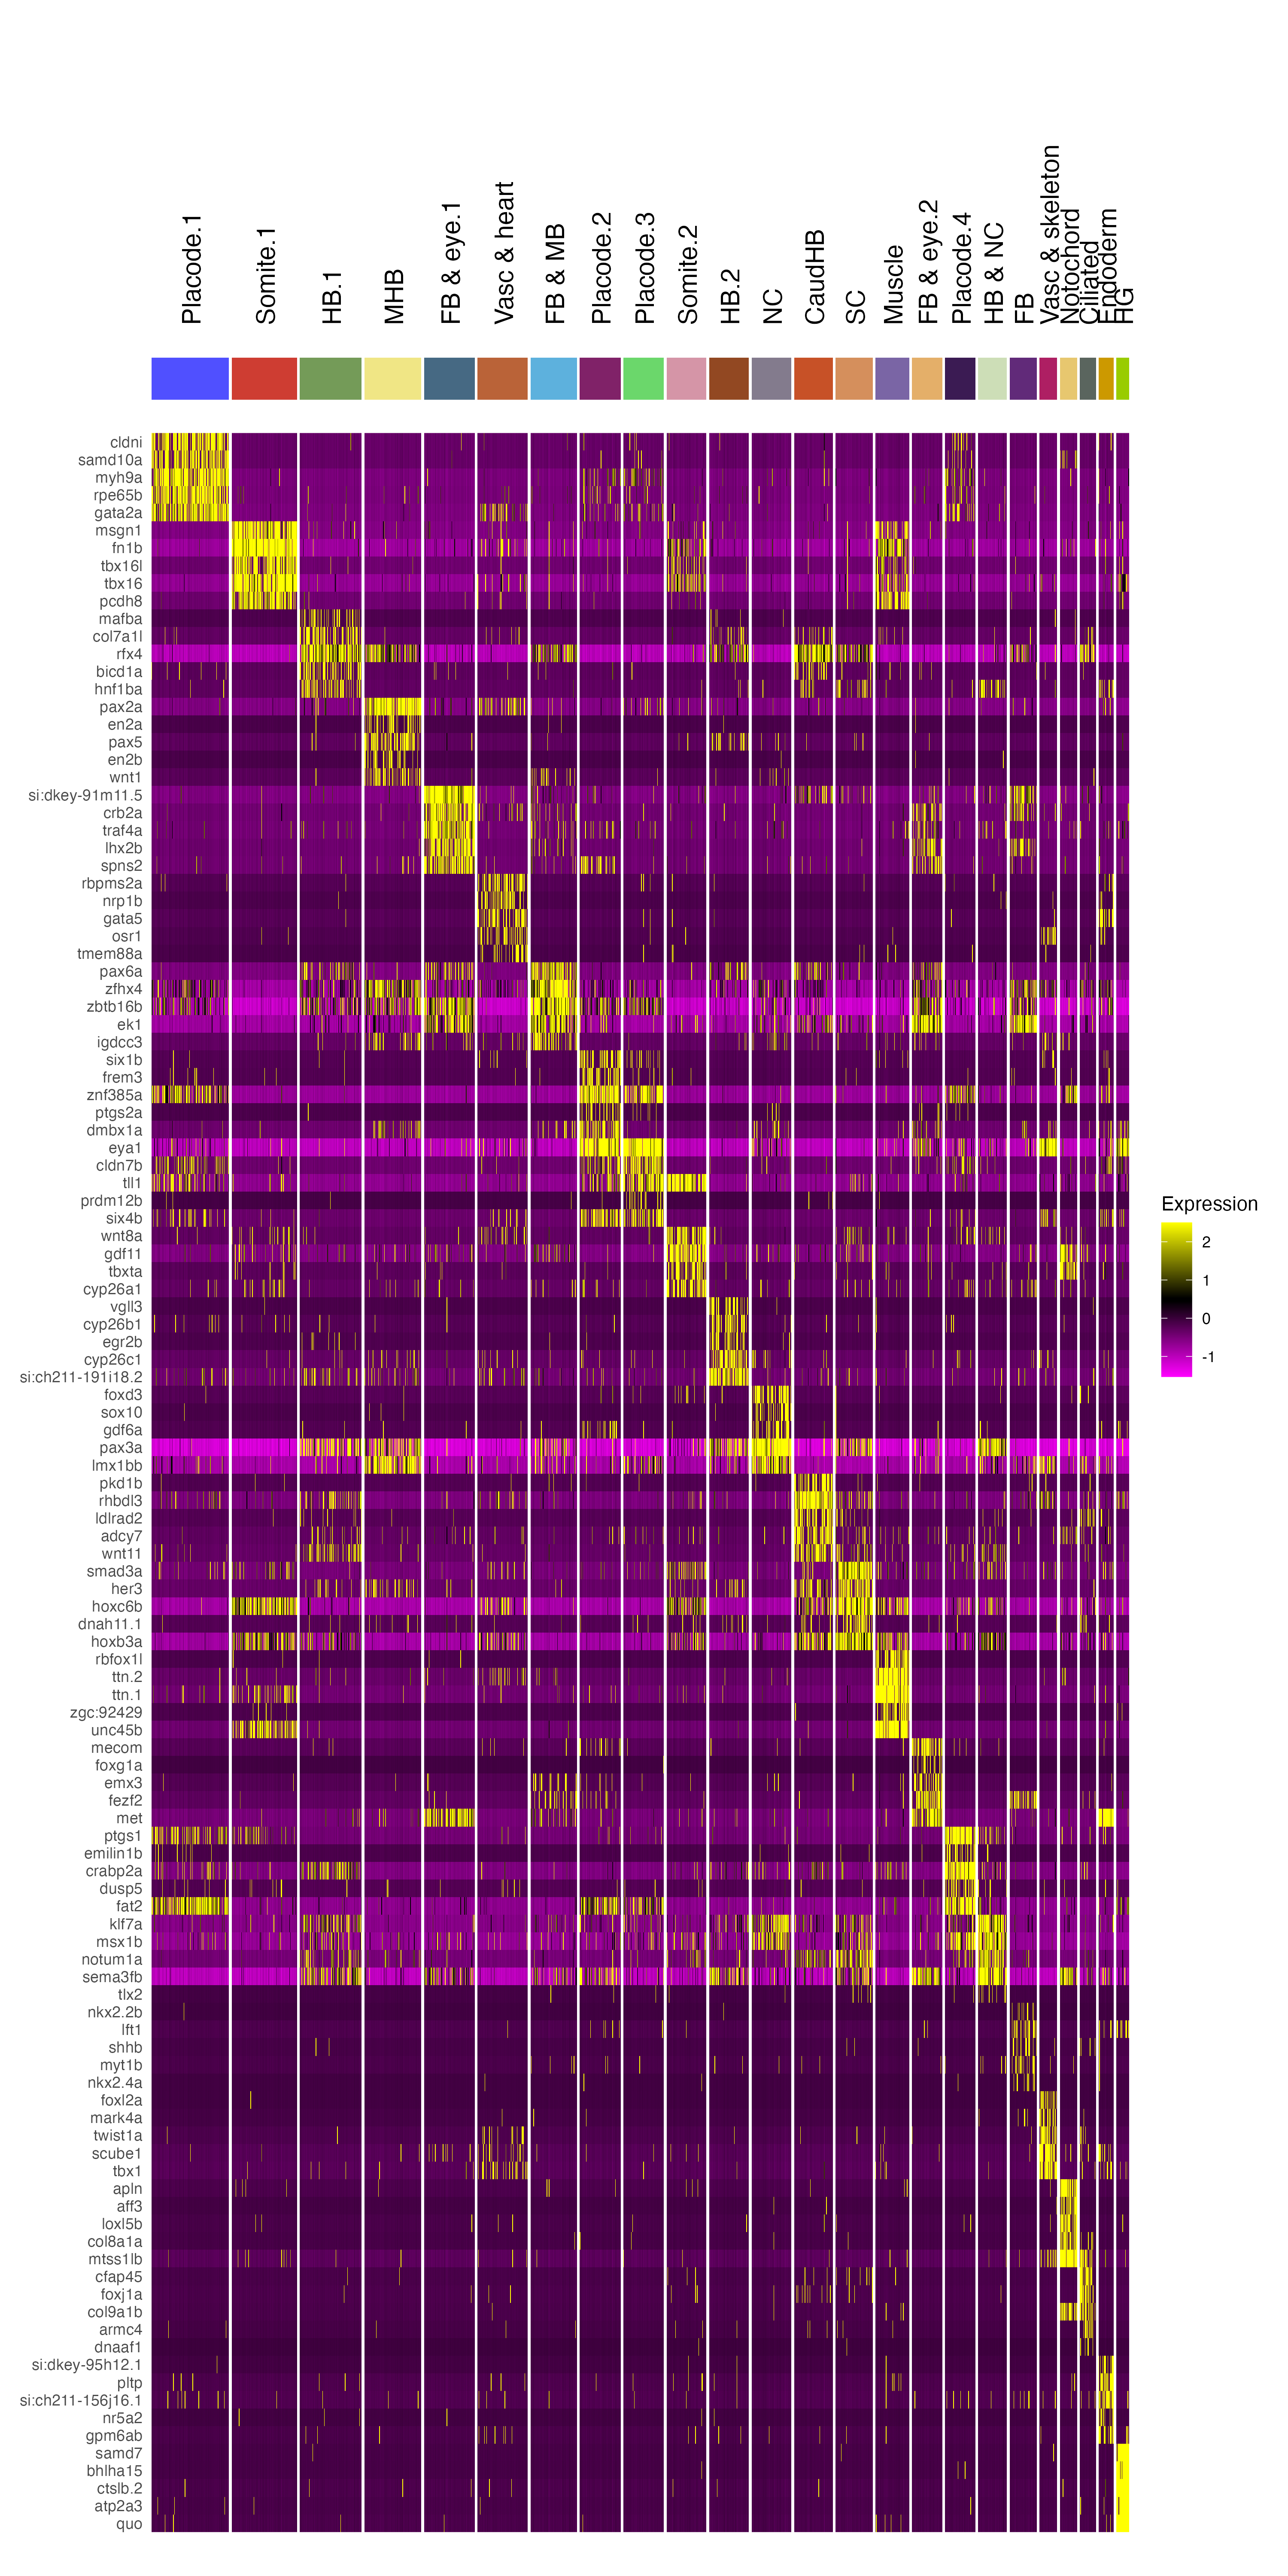 Placode.1
Somite.1
HB.1
MHB
FB & eye.1
Vasc & heart
FB & MB
Placode.2
Placode.3
Somite.2
HB.2
NC
CaudHB
SC
Muscle
FB & eye.2
Placode.4
HB & NC
FB
Vasc & skeleton
Notochord
Ciliated
Endoderm
HG
cldni
samd10a
myh9a
rpe65b
gata2a
msgn1
fn1b
tbx16l
tbx16
pcdh8
mafba
col7a1l
rfx4
bicd1a
hnf1ba
pax2a
en2a
pax5
en2b
wnt1
si:dkey-91m11.5
crb2a
traf4a
lhx2b
spns2
rbpms2a
nrp1b
gata5
osr1
tmem88a
pax6a
zfhx4
zbtb16b
ek1
igdcc3
six1b
frem3
znf385a
ptgs2a
dmbx1a
eya1
cldn7b
tll1
prdm12b
six4b
wnt8a
gdf11
tbxta
cyp26a1
vgll3
cyp26b1
egr2b
cyp26c1
si:ch211-191i18.2
foxd3
sox10
gdf6a
pax3a
lmx1bb
pkd1b
rhbdl3
ldlrad2
adcy7
wnt11
smad3a
her3
hoxc6b
dnah11.1
hoxb3a
rbfox1l
ttn.2
ttn.1
zgc:92429
unc45b
mecom
foxg1a
emx3
fezf2
met
ptgs1
emilin1b
crabp2a
dusp5
fat2
klf7a
msx1b
notum1a
sema3fb
tlx2
nkx2.2b
lft1
shhb
myt1b
nkx2.4a
foxl2a
mark4a
twist1a
scube1
tbx1
apln
aff3
loxl5b
col8a1a
mtss1lb
cfap45
foxj1a
col9a1b
armc4
dnaaf1
si:dkey-95h12.1
pltp
si:ch211-156j16.1
nr5a2
gpm6ab
samd7
bhlha15
ctslb.2
atp2a3
quo
Expression
2
1
0
-1